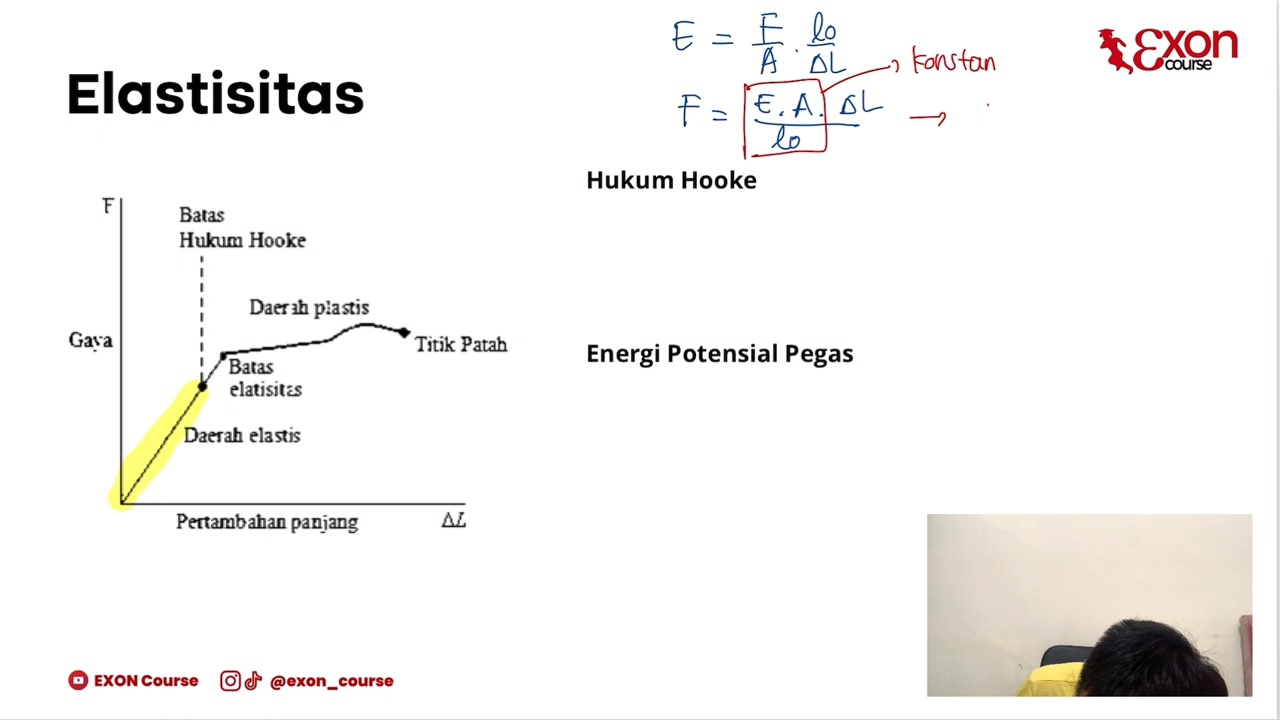 E = F/A . lo/ΔL
F = E . A . ΔL / lo →
konstan
Exon
course
Elastisitas
Hukum Hooke
F
Batas
Hukum Hooke
Daerah plastis
Gaya
Titik Patah
Batas
elatisitas
Daerah elastis
Pertambahan panjang
ΔL
Energi Potensial Pegas
EXON Course
@exon_course